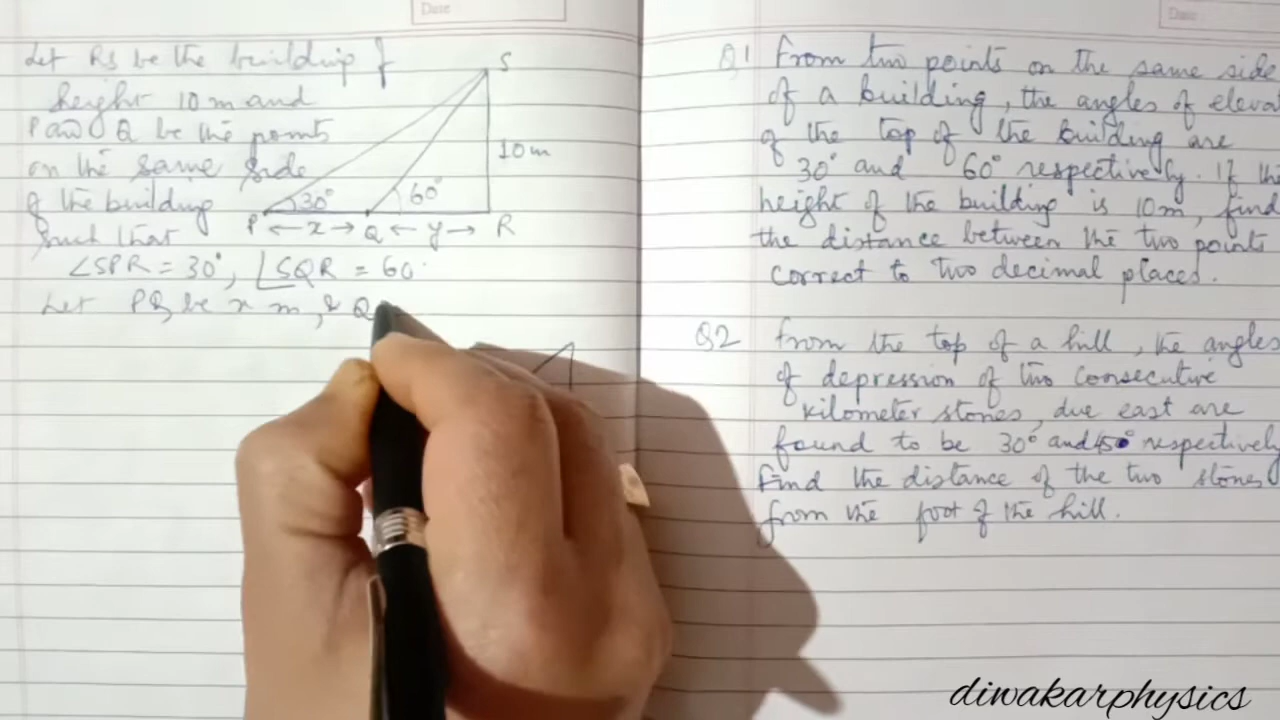 Date
Let RS be the building of
height 10 m and
P and Q be the points
on the same side
of the building
such that
∠SPR = 30°, ∠SQR = 60°
Let PQ be x m, & Q
S
10m
30°
60°
P ← x → Q ← y → R
Date
Q1 From two points on the same side
of a building, the angles of eleva
of the top of the building are
30° and 60° respectively. If the
height of the building is 10m, find
the distance between the two points
correct to two decimal places.
Q2 From the top of a hill, the angles
of depression of two consecutive
kilometer stones, due east are
found to be 30° and 45° respectively
Find the distance of the two stones
from the foot of the hill.
diwakarphysics